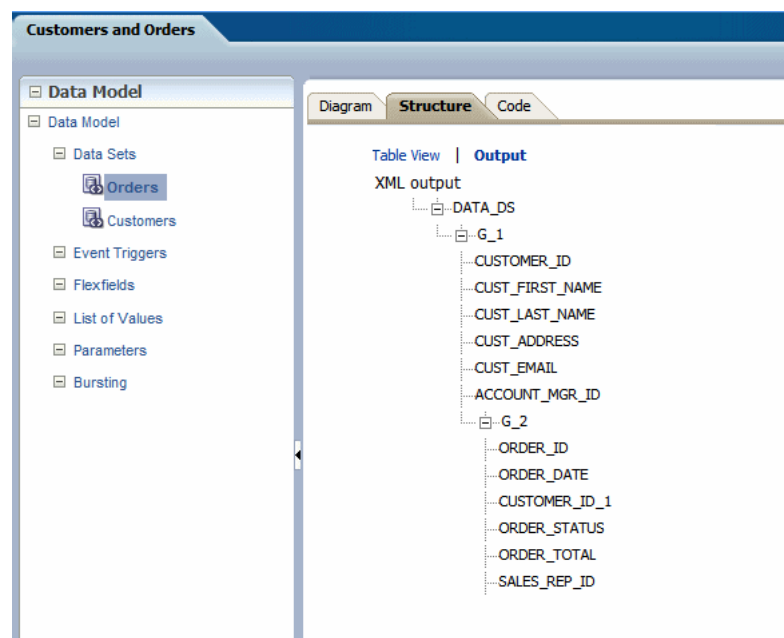 Customers and Orders
Data Model
Data Model
Data Sets
Orders
Customers
Event Triggers
Flexfields
List of Values
Parameters
Bursting
Diagram Structure Code
Table View | Output
XML output
DATA_DS
G_1
CUSTOMER_ID
CUST_FIRST_NAME
CUST_LAST_NAME
CUST_ADDRESS
CUST_EMAIL
ACCOUNT_MGR_ID
G_2
ORDER_ID
ORDER_DATE
CUSTOMER_ID_1
ORDER_STATUS
ORDER_TOTAL
SALES_REP_ID